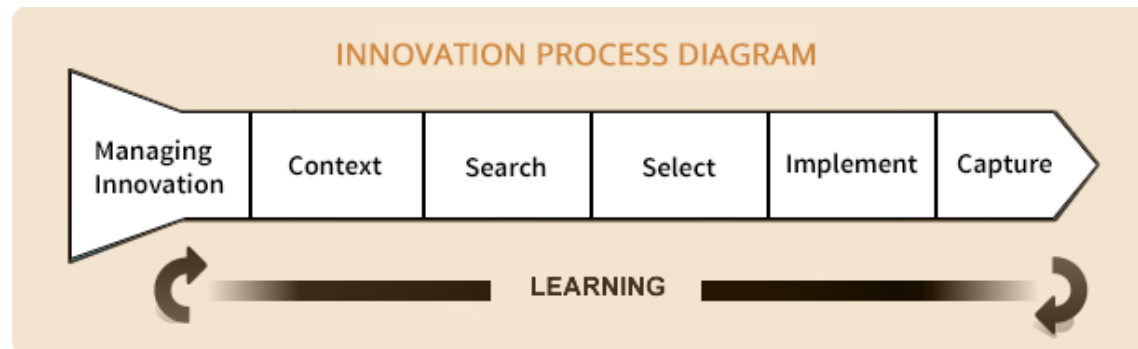 INNOVATION PROCESS DIAGRAM
Managing
Innovation
Context
Search
Select
Implement
Capture
LEARNING